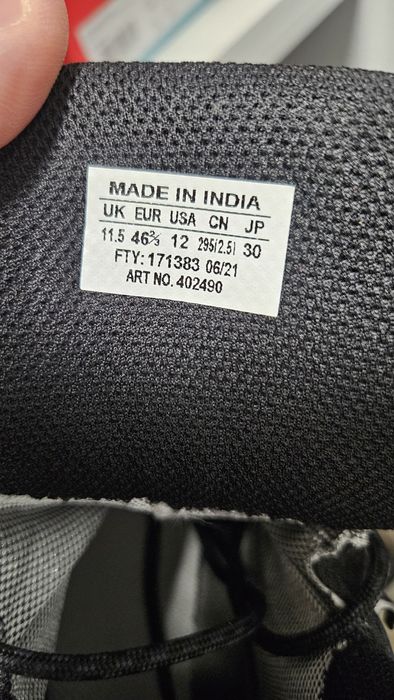 MADE IN INDIA
UK EUR USA CN JP
11.5 46⅔ 12 295(2.5) 30
FTY: 171383 06/21
ART NO. 402490